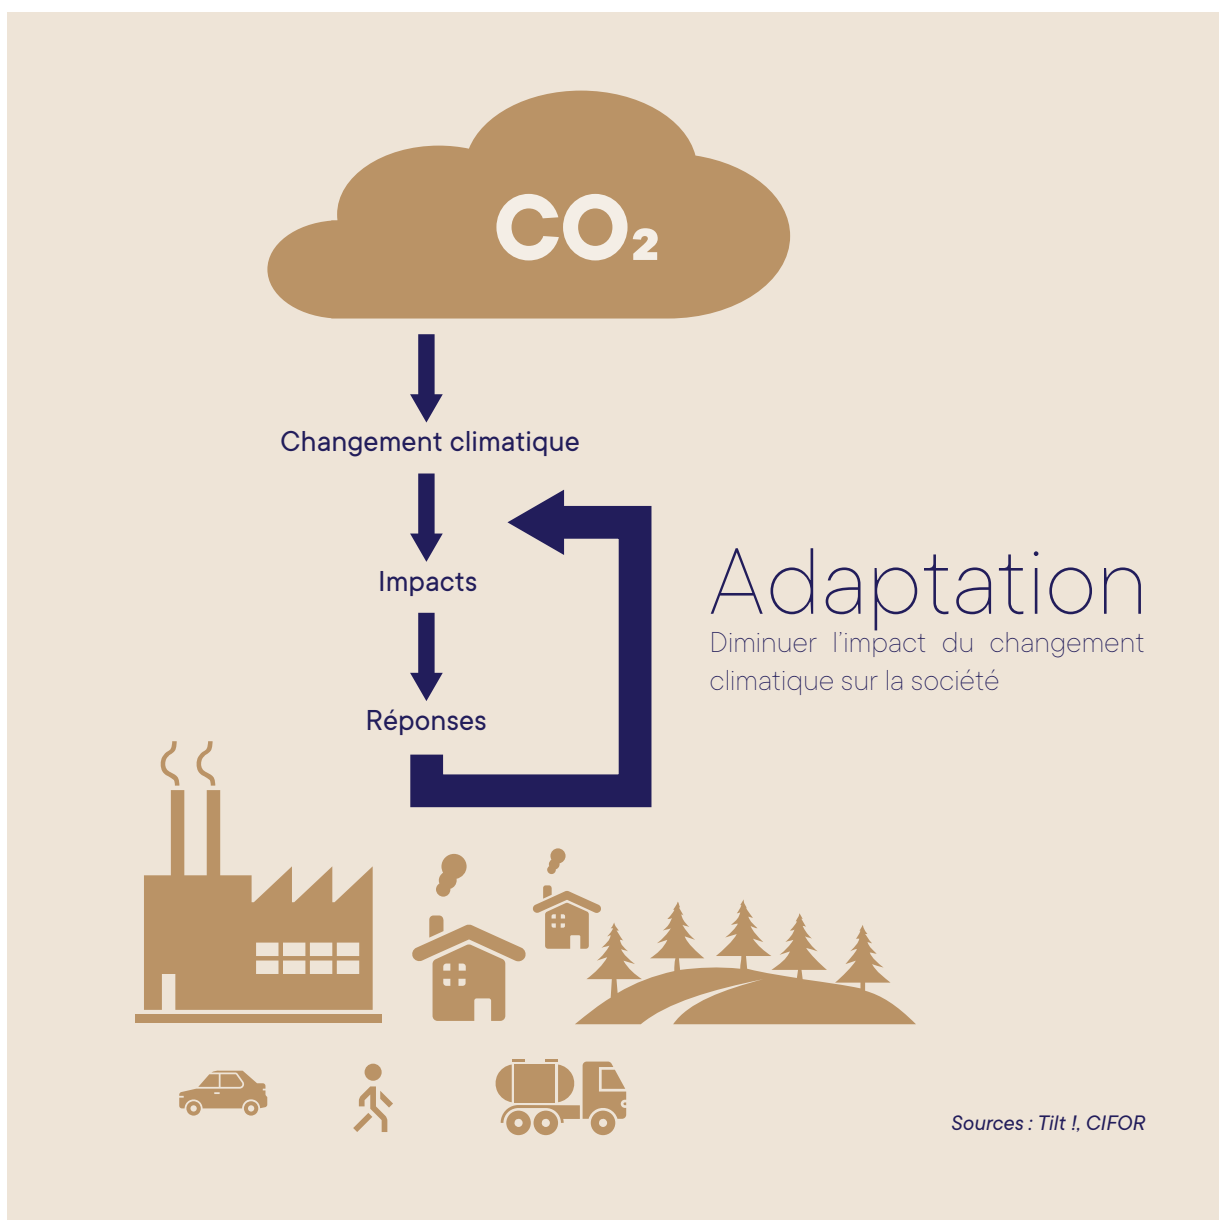 CO₂
Changement climatique
Impacts
Réponses
Adaptation
Diminuer l'impact du changement
climatique sur la société
Sources : Tilt !, CIFOR